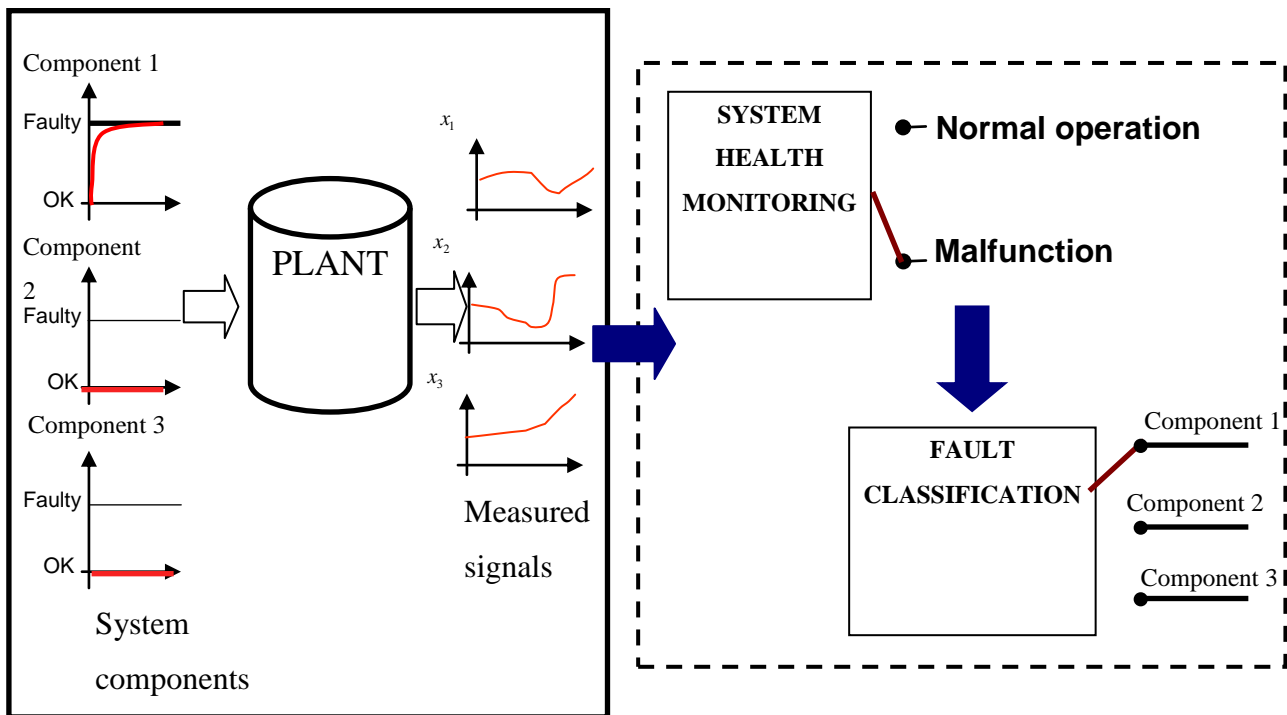 Component 1
Faulty
OK
Component
2
Faulty
OK
Component 3
Faulty
OK
System
components
PLANT
x1
x2
x3
Measured
signals
SYSTEM
HEALTH
MONITORING
Normal operation
Malfunction
FAULT
CLASSIFICATION
Component 1
Component 2
Component 3